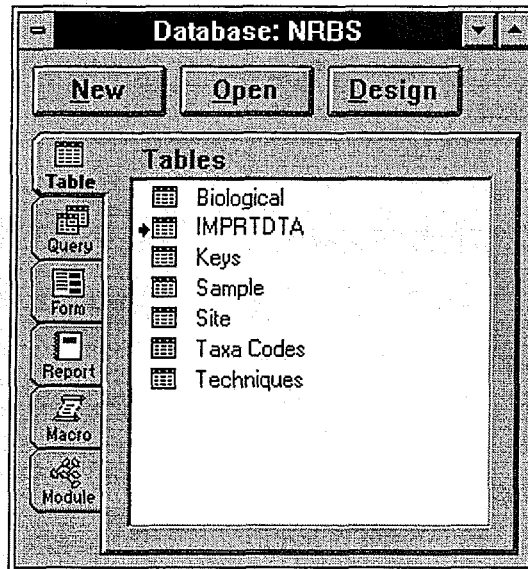 Database: NRBS
New Open Design
Table
Query
Form
Report
Macro
Module
Tables
Biological
IMPRTDTA
Keys
Sample
Site
Taxa Codes
Techniques